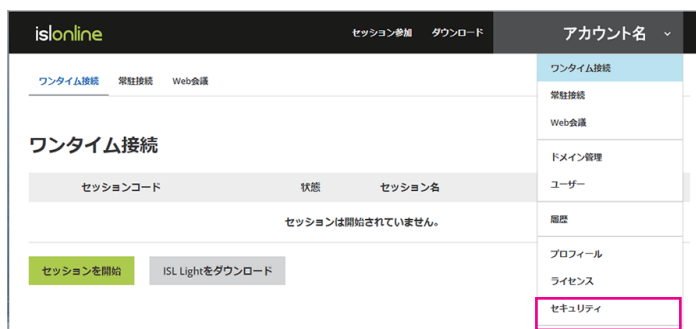 islonline
セッション参加 ダウンロード アカウント名
ワンタイム接続 常駐接続 Web会議
ワンタイム接続
常駐接続
Web会議
ドメイン管理
ユーザー
履歴
プロフィール
ライセンス
セキュリティ
ワンタイム接続
セッションコード 状態 セッション名
セッションは開始されていません。
セッションを開始 ISL Lightをダウンロード